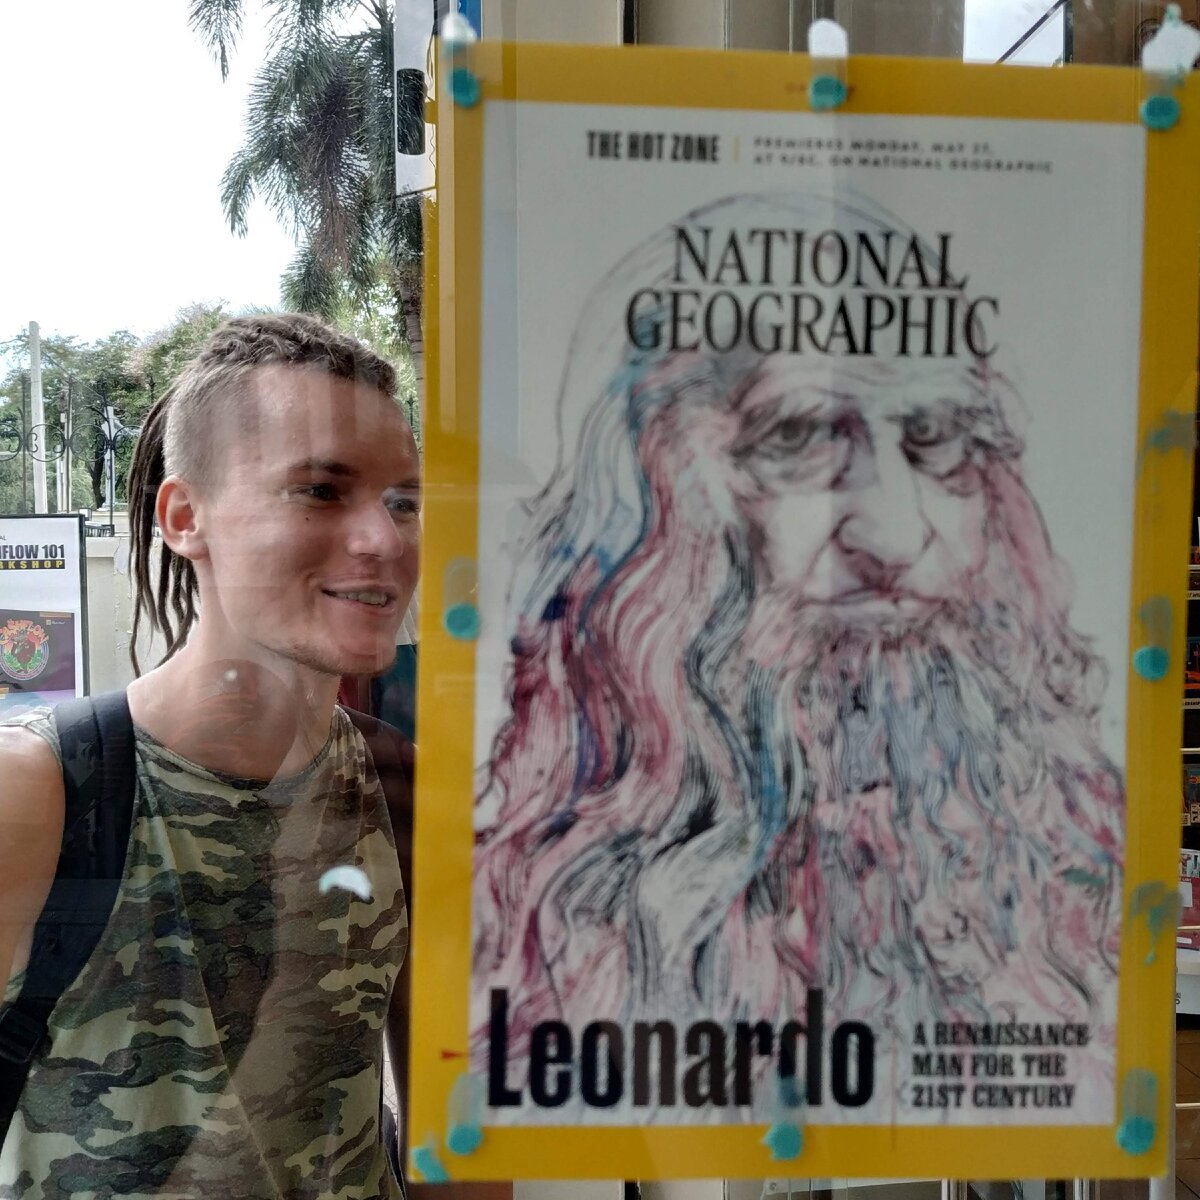 THE HOT ZONE
PREMIERES MONDAY, MAY 27,
AT 9/8C, ON NATIONAL GEOGRAPHIC
NATIONAL
GEOGRAPHIC
FLOW 101
KSHOP
Leonardo
A RENAISSANCE
MAN FOR THE
21ST CENTURY